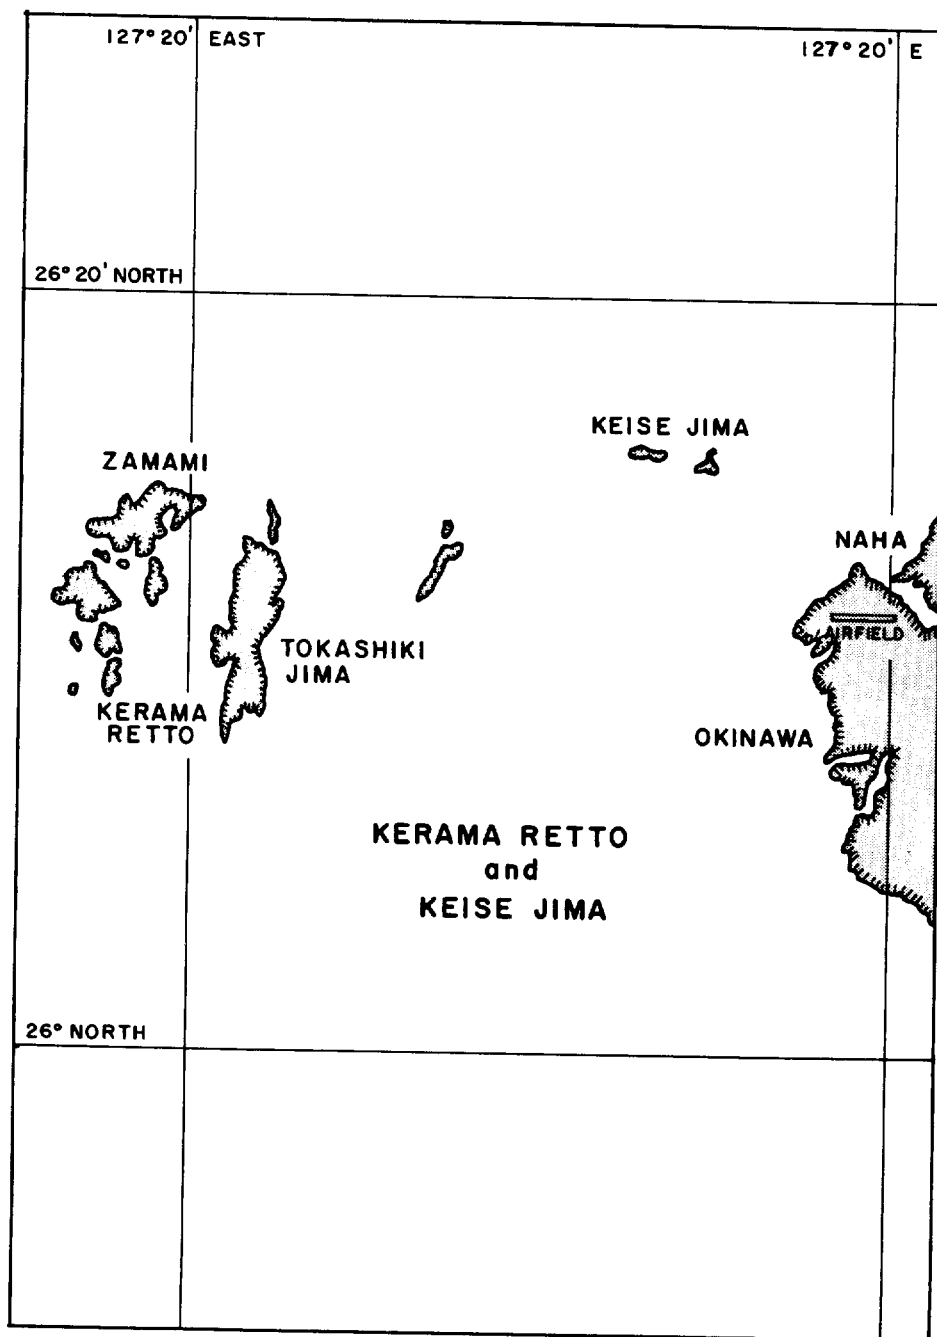 127° 20' EAST
127° 20' E
26° 20' NORTH
KEISE JIMA
ZAMAMI
NAHA
AIRFIELD
TOKASHIKI
JIMA
KERAMA
RETTO
OKINAWA
KERAMA RETTO
and
KEISE JIMA
26° NORTH